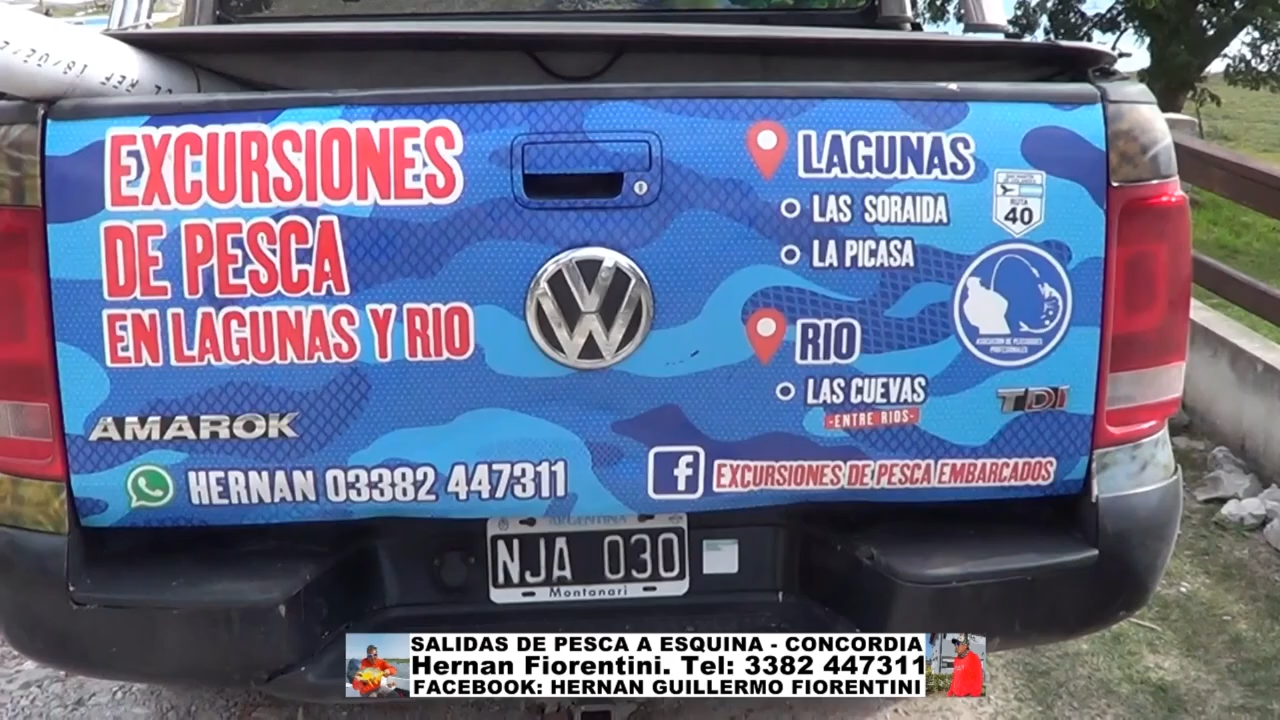 EXCURSIONES
DE PESCA
EN LAGUNAS Y RIO
AMAROK
HERNAN 03382 447311
LAGUNAS
LAS SORAIDA
LA PICASA
RUTA
40
RIO
LAS CUEVAS
-ENTRE RIOS-
TDI
f EXCURSIONES DE PESCA EMBARCADOS
ARGENTINA
NJA 030
Montanari
SALIDAS DE PESCA A ESQUINA - CONCORDIA
Hernan Fiorentini. Tel: 3382 447311
FACEBOOK: HERNAN GUILLERMO FIORENTINI